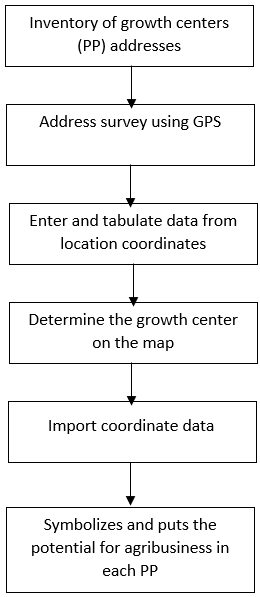 Inventory of growth centers
(PP) addresses
Address survey using GPS
Enter and tabulate data from
location coordinates
Determine the growth center
on the map
Import coordinate data
Symbolizes and puts the
potential for agribusiness in
each PP